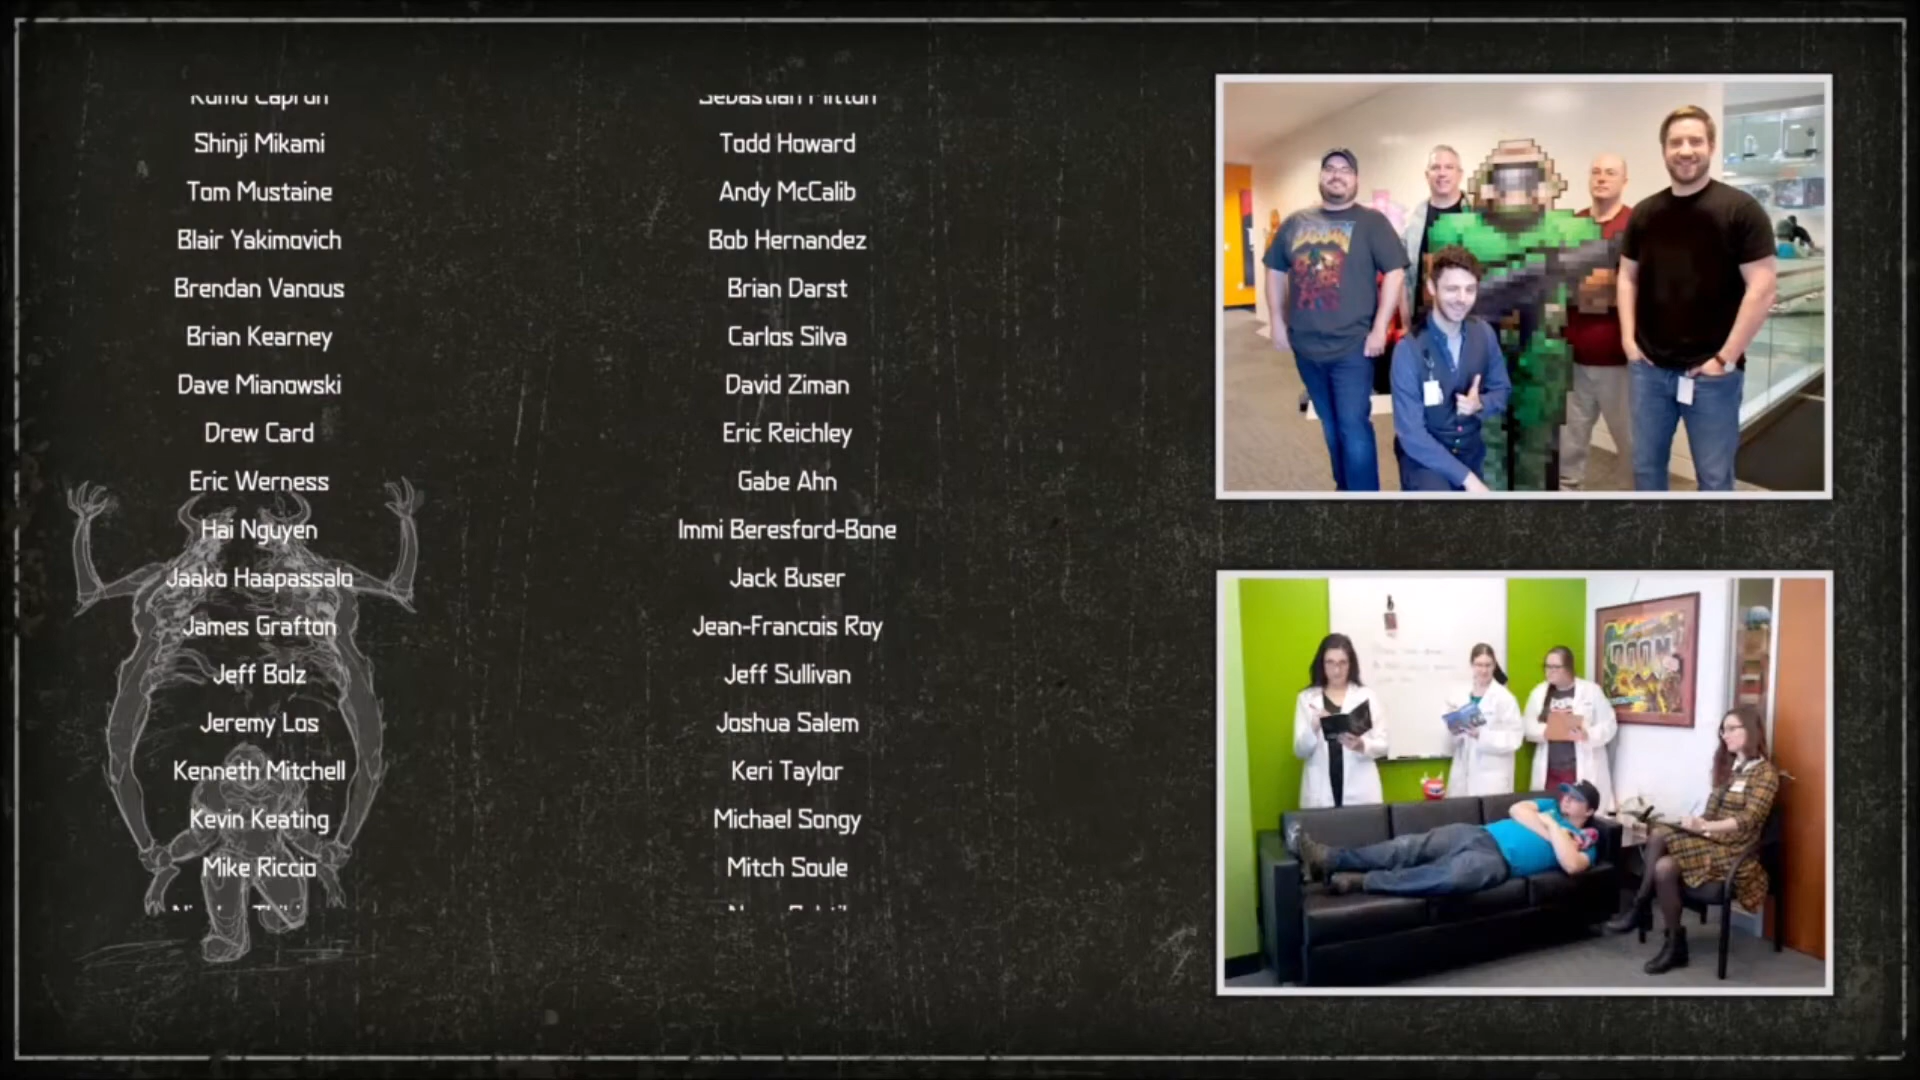 Shinji Mikami
Tom Mustaine
Blair Yakimovich
Brendan Vanous
Brian Kearney
Dave Mianowski
Drew Card
Eric Werness
Hai Nguyen
Jaako Haapassalo
James Grafton
Jeff Bolz
Jeremy Los
Kenneth Mitchell
Kevin Keating
Mike Riccio
Todd Howard
Andy McCalib
Bob Hernandez
Brian Darst
Carlos Silva
David Ziman
Eric Reichley
Gabe Ahn
Immi Beresford-Bone
Jack Buser
Jean-Francois Roy
Jeff Sullivan
Joshua Salem
Keri Taylor
Michael Songy
Mitch Soule
DOOM